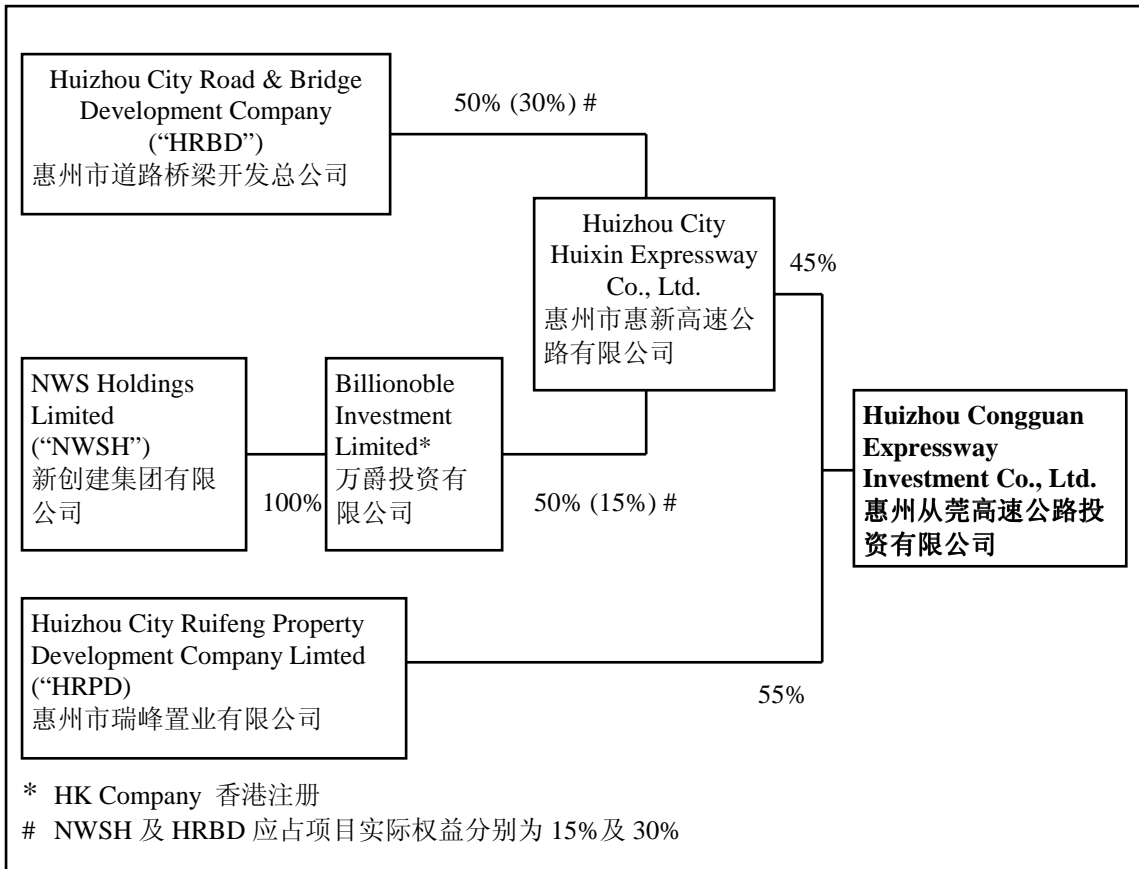 Huizhou City Road & Bridge
Development Company
(“HRBD”)
惠州市道路桥梁开发总公司
50% (30%) #
Huizhou City
Huixin Expressway
Co., Ltd.
惠州市惠新高速公
路有限公司
45%
NWS Holdings
Limited
(“NWSH”)
新创建集团有限
公司
100%
Billionoble
Investment
Limited*
万爵投资有
限公司
50% (15%) #
Huizhou Congguan
Expressway
Investment Co., Ltd.
惠州从莞高速公路投
资有限公司
Huizhou City Ruifeng Property
Development Company Limted
(“HRPD)
惠州市瑞峰置业有限公司
55%
* HK Company 香港注册
# NWSH 及 HRBD 应占项目实际权益分别为 15%及 30%